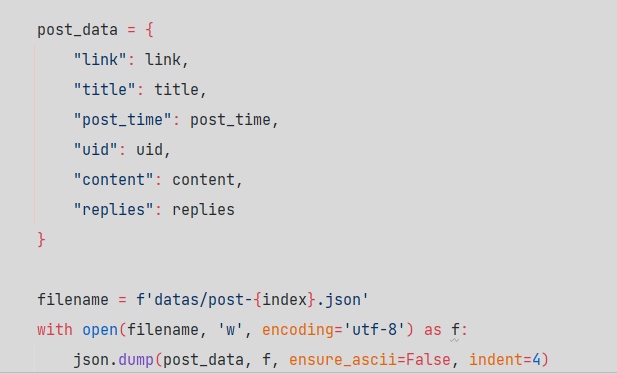 post_data = {
    "link": link,
    "title": title,
    "post_time": post_time,
    "uid": uid,
    "content": content,
    "replies": replies
}
filename = f'datas/post-{index}.json'
with open(filename, 'w', encoding='utf-8') as f:
    json.dump(post_data, f, ensure_ascii=False, indent=4)